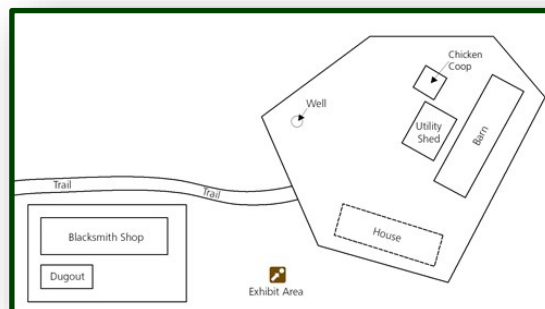 Chicken
Coop
Well
Utility
Shed
Barn
Trail
Trail
House
Blacksmith Shop
Dugout
Exhibit Area